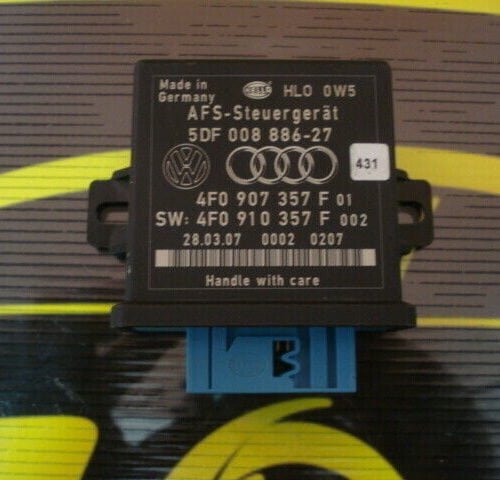 Made in
Germany
HELLA
HLO 0W5
AFS-Steuergerät
5DF 008 886-27
431
4F0 907 357 F 01
SW: 4F0 910 357 F 002
28.03.07 0002 0207
Handle with care